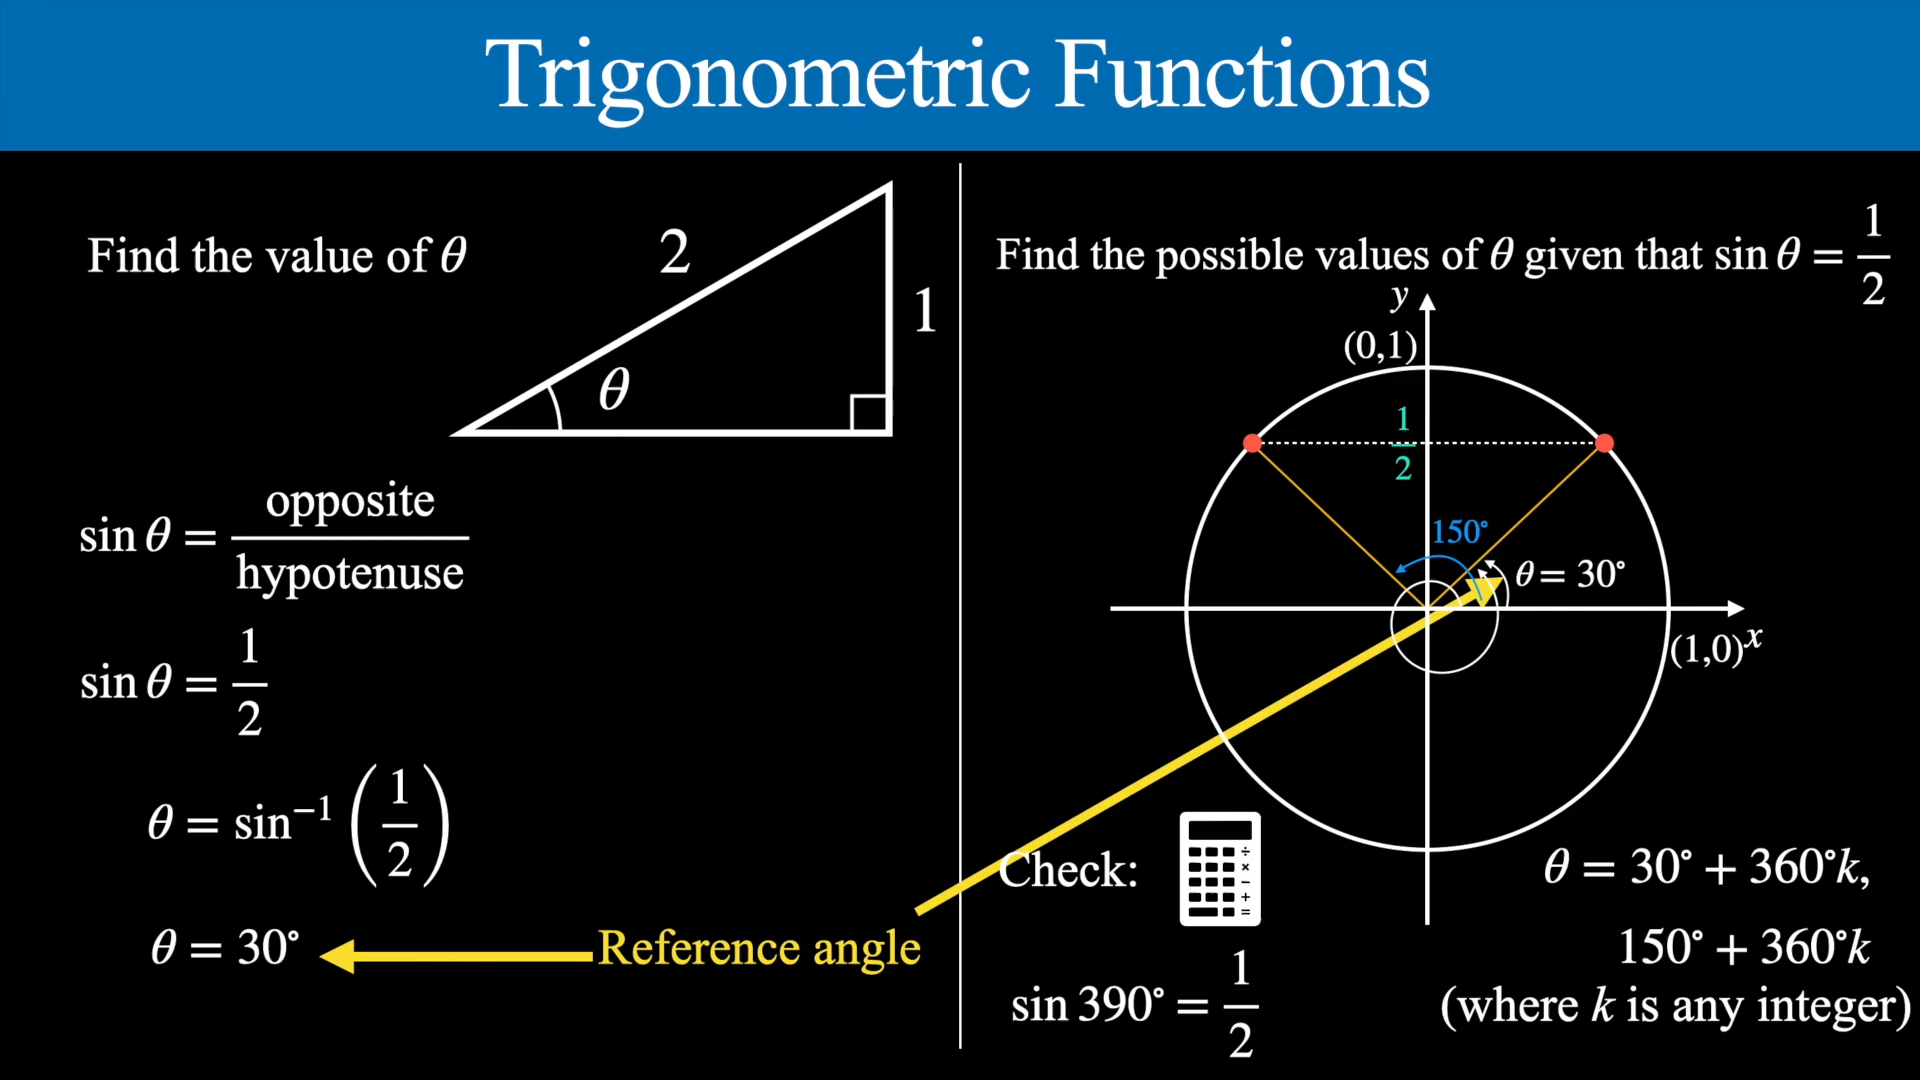 Trigonometric Functions
Find the value of θ
2
1
θ
sin θ = opposite / hypotenuse
sin θ = 1/2
θ = sin⁻¹ (1/2)
θ = 30°
Reference angle
Find the possible values of θ given that sin θ = 1/2
y
(0,1)
1/2
150°
θ = 30°
(1,0) x
Check:
÷
×
−
+
=
sin 390° = 1/2
θ = 30° + 360°k,
150° + 360°k
(where k is any integer)